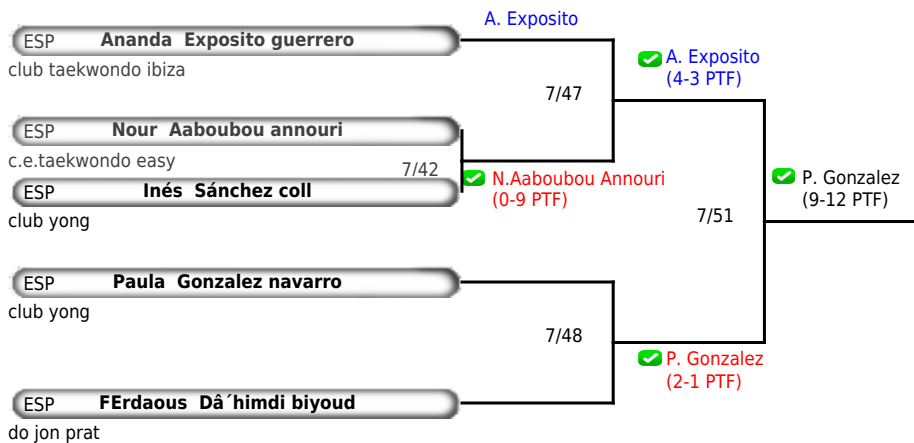 A. Exposito
ESP Ananda Exposito guerrero
club taekwondo ibiza
A. Exposito
(4-3 PTF)
7/47
ESP Nour Aaboubou annouri
c.e.taekwondo easy
7/42
N.Aaboubou Annouri
(0-9 PTF)
ESP Inés Sánchez coll
club yong
P. Gonzalez
(9-12 PTF)
7/51
ESP Paula Gonzalez navarro
club yong
7/48
P. Gonzalez
(2-1 PTF)
ESP FErdaous Dâ´himdi biyoud
do jon prat